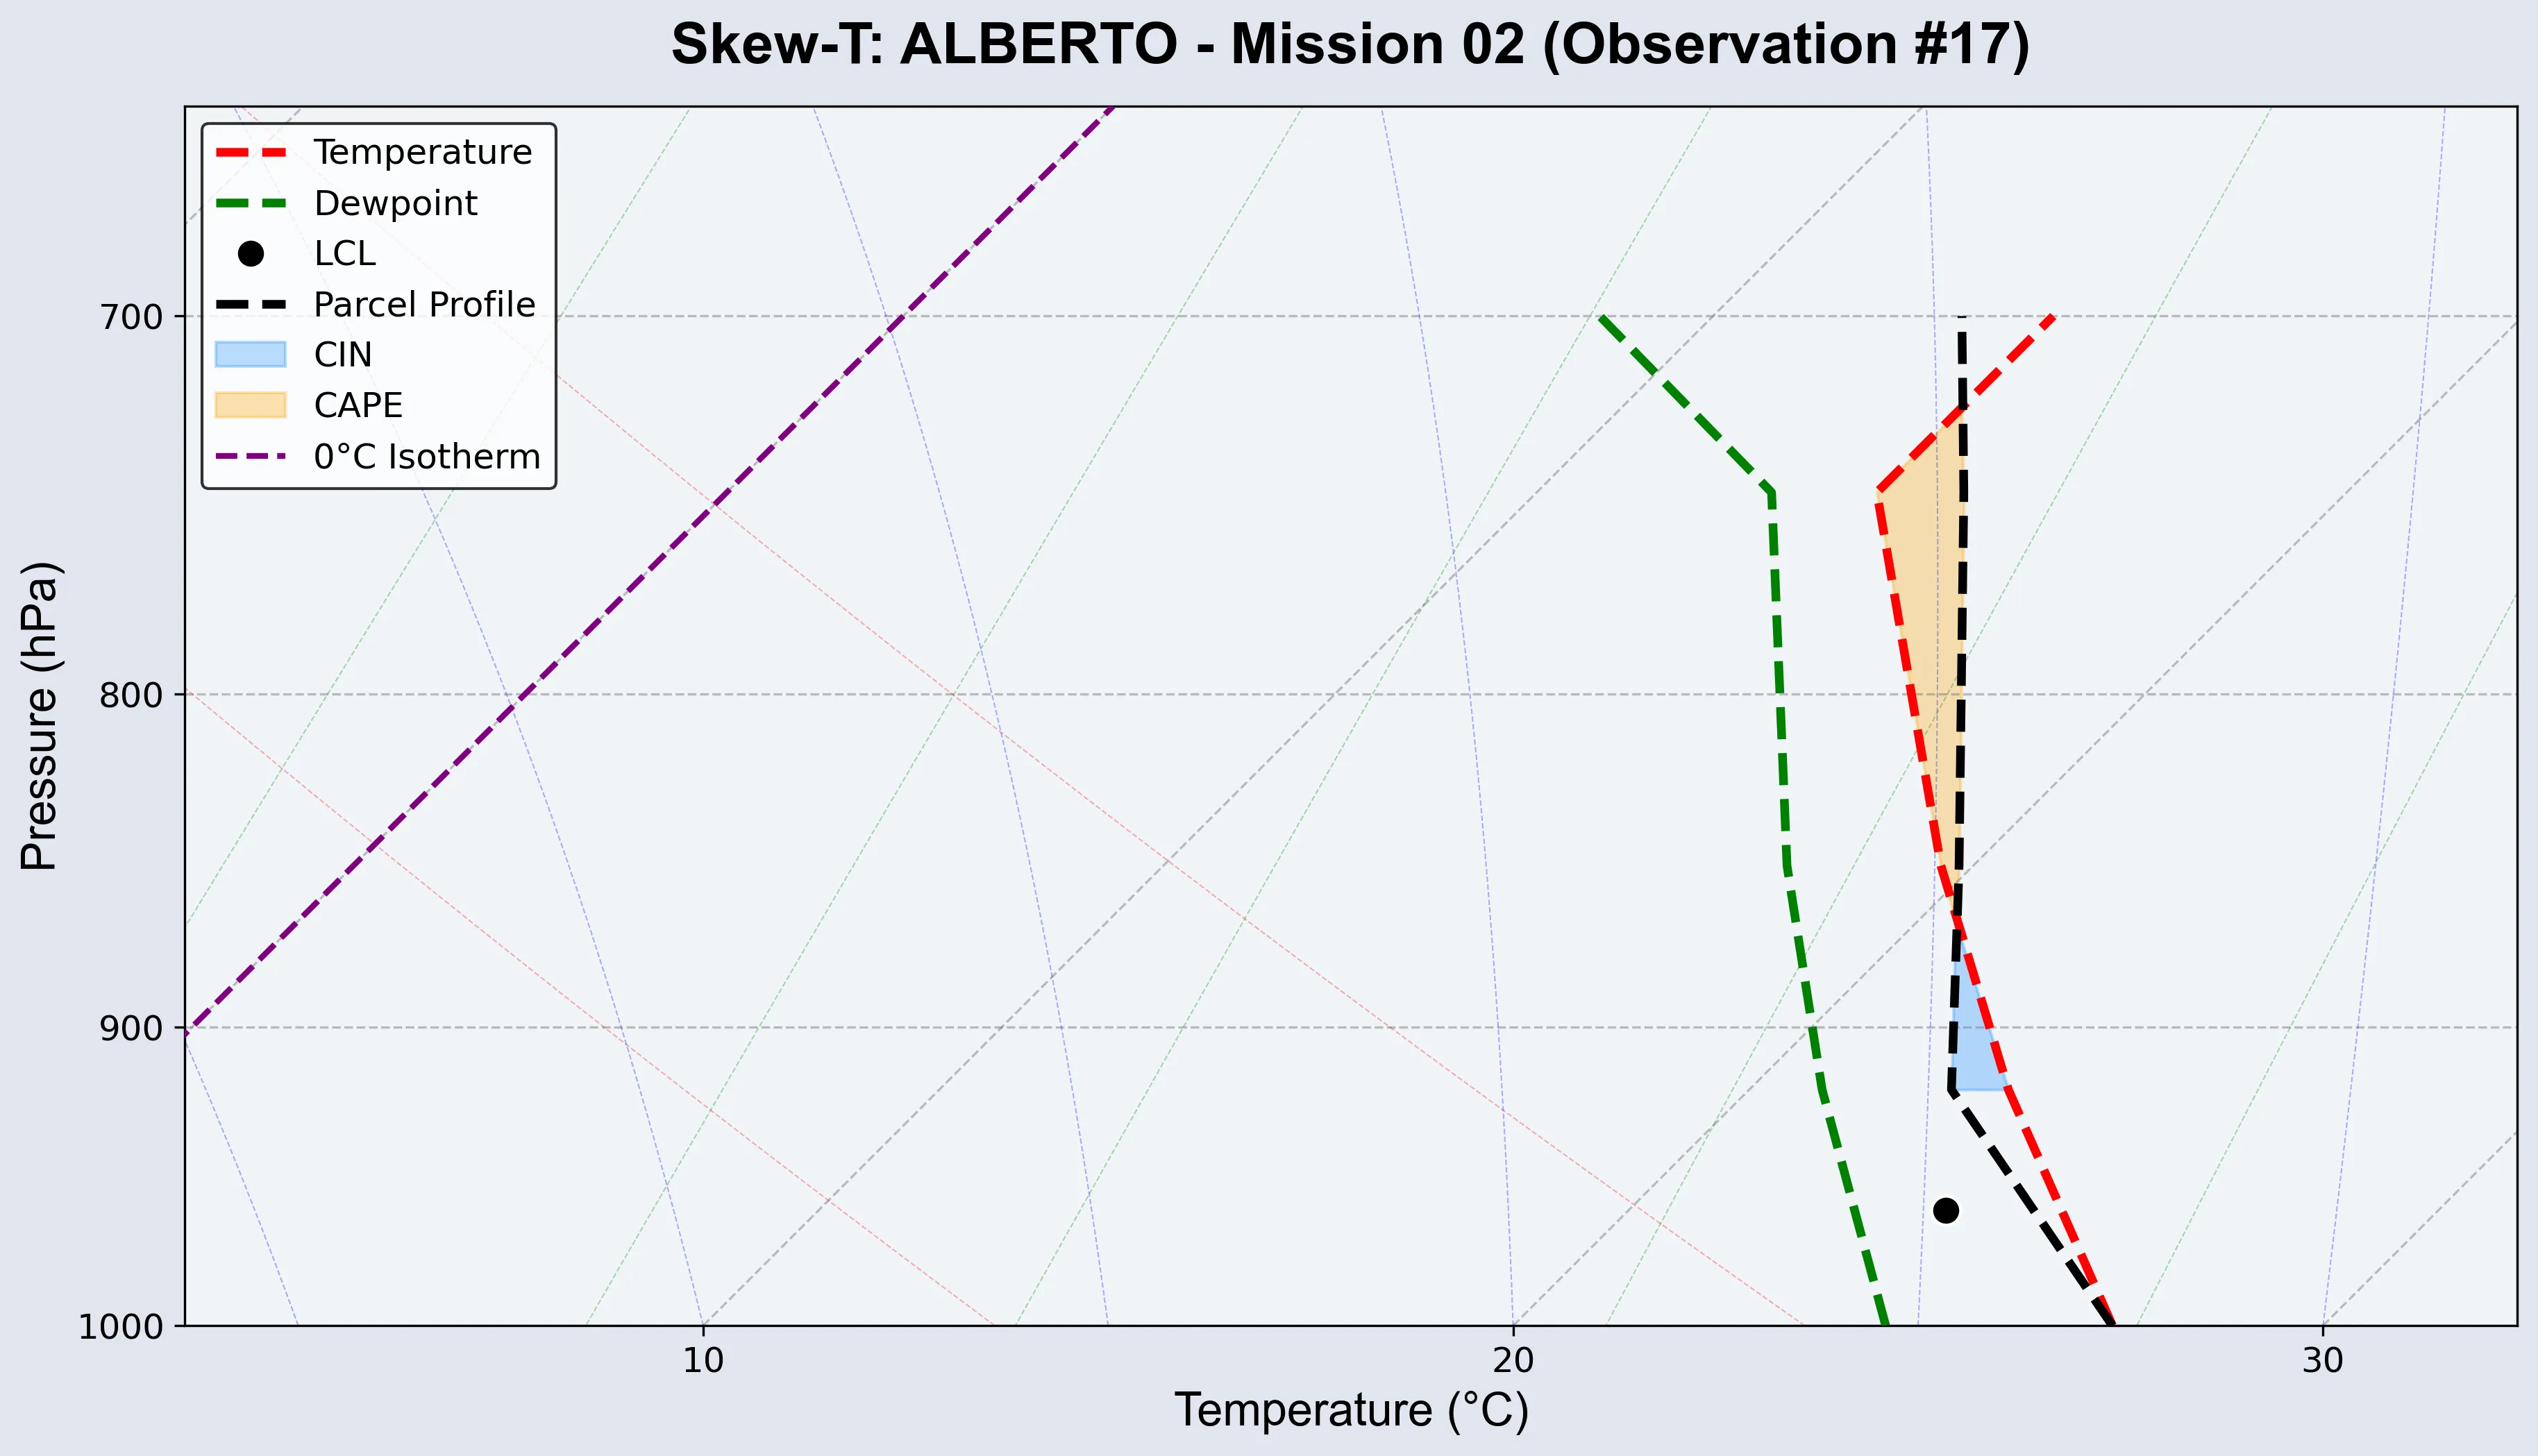 Skew-T: ALBERTO - Mission 02 (Observation #17)
Temperature
Dewpoint
LCL
Parcel Profile
CIN
CAPE
0°C Isotherm
Pressure (hPa)
700
800
900
1000
10 20 30
Temperature (°C)